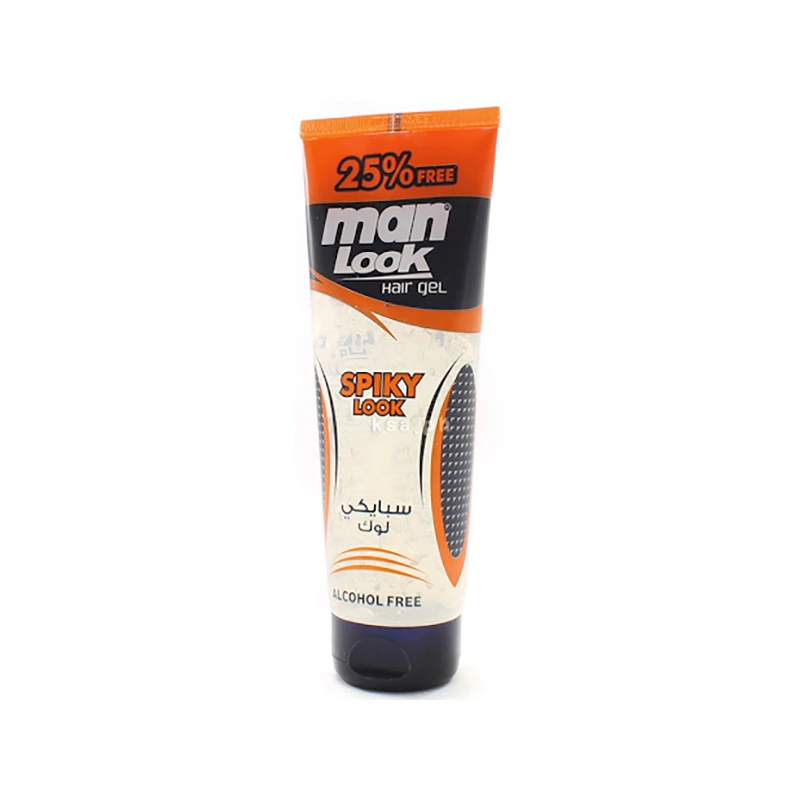 25% FREE
man®
LOOK
Hair gel
SPIKY
LOOK
سبايكي
لوك
ALCOHOL FREE